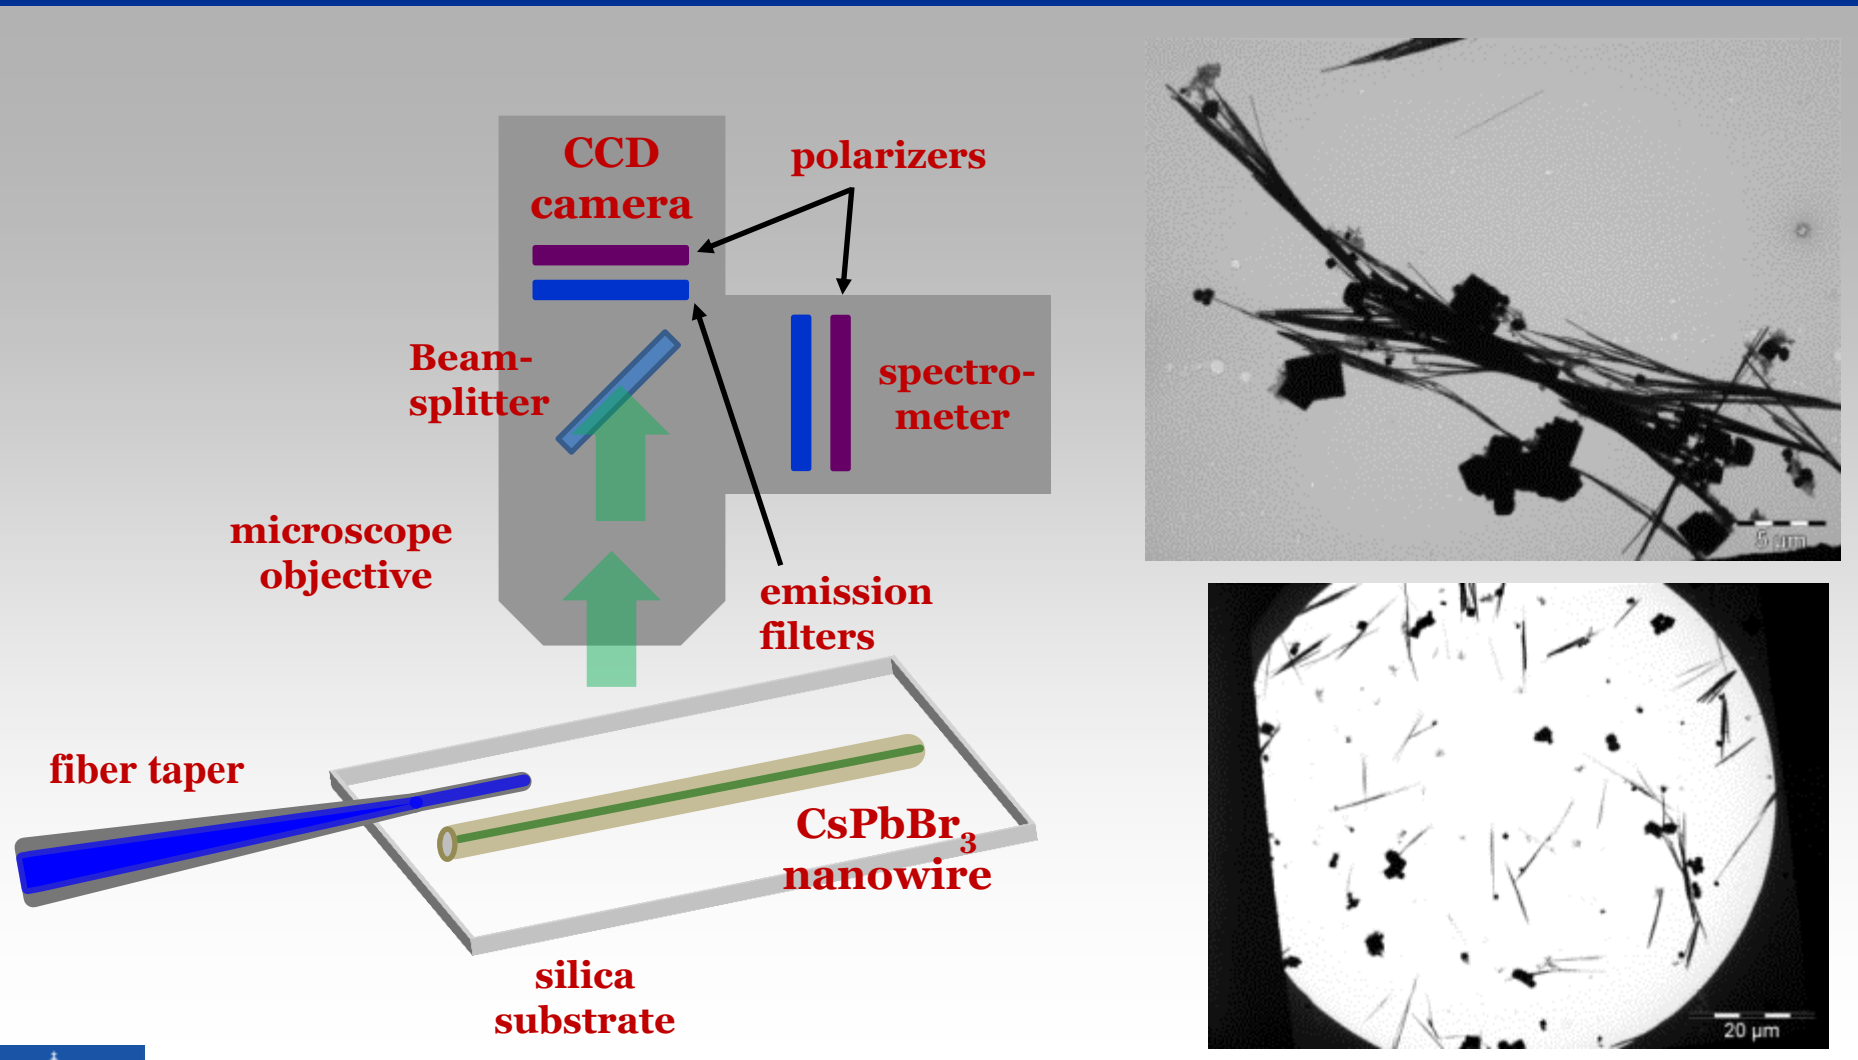 CCD
camera
polarizers
Beam-
splitter
spectro-
meter
microscope
objective
emission
filters
fiber taper
CsPbBr₃
nanowire
silica
substrate
5 µm
20 µm